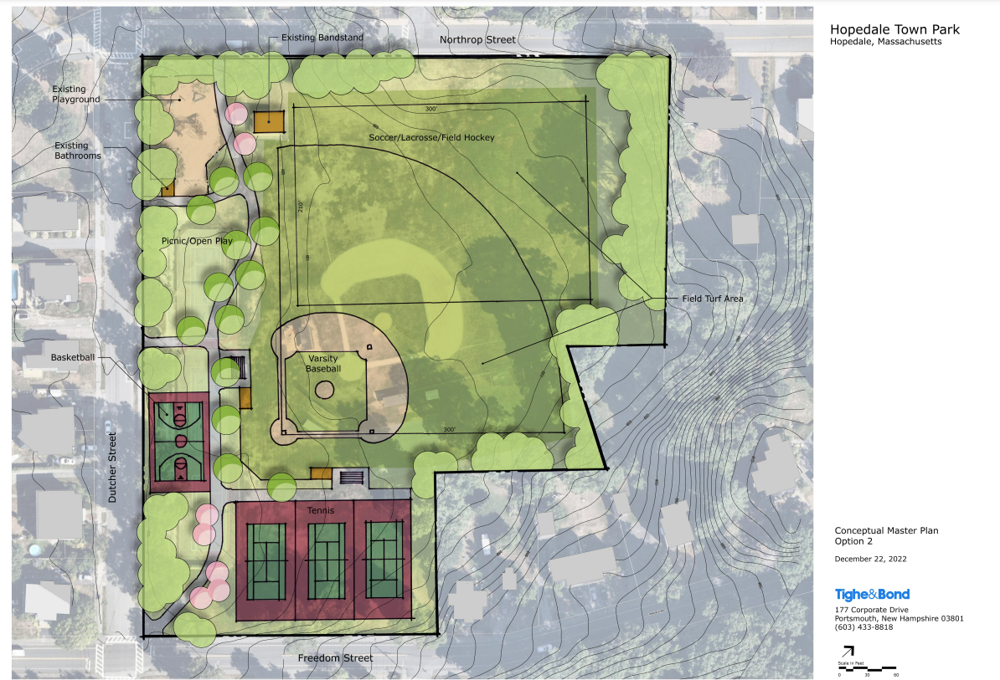 Hopedale Town Park
Hopedale, Massachusetts
Existing Bandstand
Northrop Street
Existing
Playground
300'
Soccer/Lacrosse/Field Hockey
Existing
Bathrooms
210'
Picnic/Open Play
Field Turf Area
Basketball
Varsity
Baseball
300'
Dutcher Street
Tennis
Freedom Street
Conceptual Master Plan
Option 2
December 22, 2022
Tighe&Bond
177 Corporate Drive
Portsmouth, New Hampshire 03801
(603) 433-8818
Scale in Feet
0 30 60